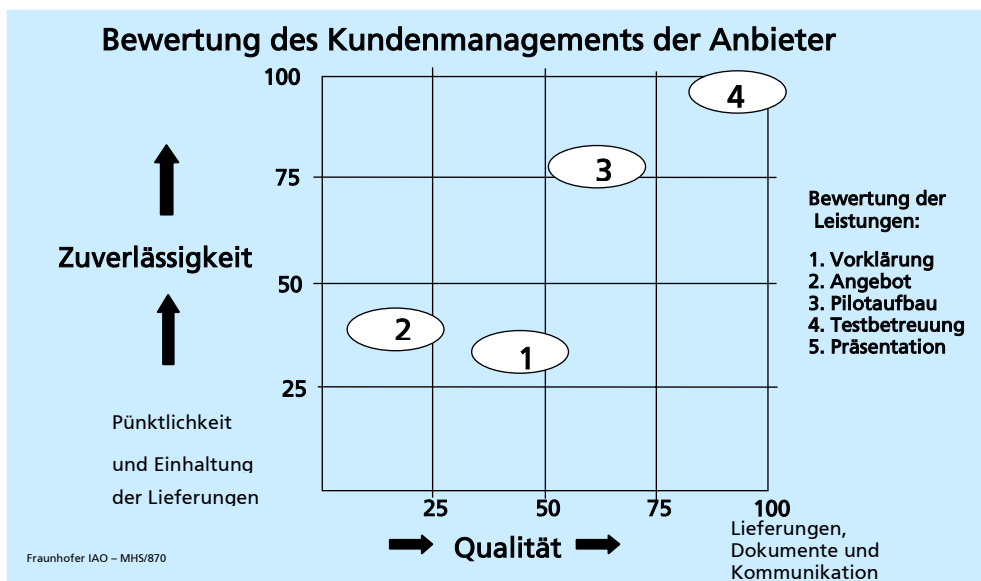 Bewertung des Kundenmanagements der Anbieter
100
75
50
25
4
3
2
1
Zuverlässigkeit
Pünktlichkeit
und Einhaltung
der Lieferungen
25
50
75
100
Qualität
Lieferungen,
Dokumente und
Kommunikation
Bewertung der
Leistungen:
1. Vorklärung
2. Angebot
3. Pilotaufbau
4. Testbetreuung
5. Präsentation
Fraunhofer IAO – MHS/870